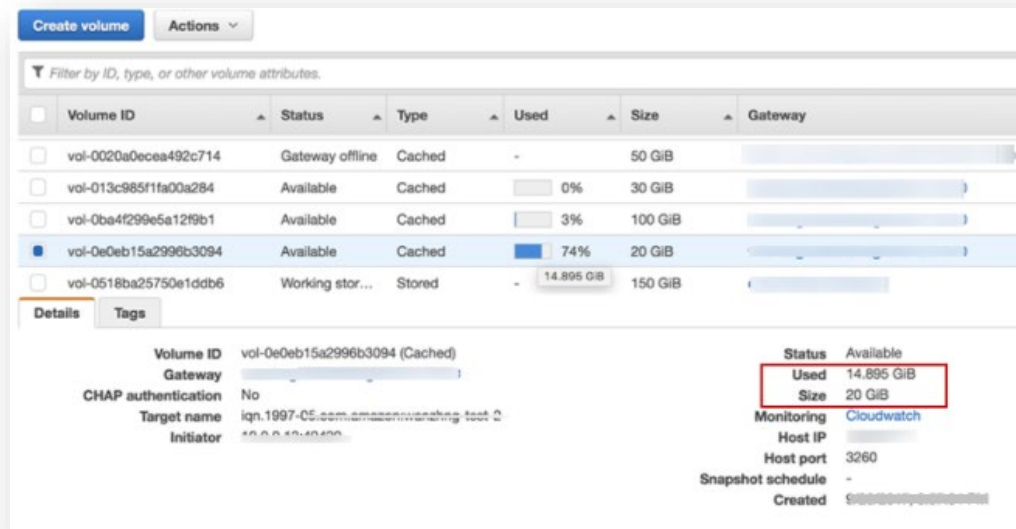 Create volume Actions
Filter by ID, type, or other volume attributes.
Volume ID Status Type Used Size Gateway
vol-0020a0ecea492c714 Gateway offline Cached - 50 GiB
vol-013c985f1fa00a284 Available Cached 0% 30 GiB
vol-0ba4f299e5a12f9b1 Available Cached 3% 100 GiB
vol-0e0eb15a2996b3094 Available Cached 74% 20 GiB
14.895 GiB
vol-0518ba25750e1ddb6 Working stor... Stored - 150 GiB
Details Tags
Volume ID vol-0e0eb15a2996b3094 (Cached)
Gateway
CHAP authentication No
Target name
Initiator
Status Available
Used 14.895 GiB
Size 20 GiB
Monitoring Cloudwatch
Host IP
Host port 3260
Snapshot schedule -
Created